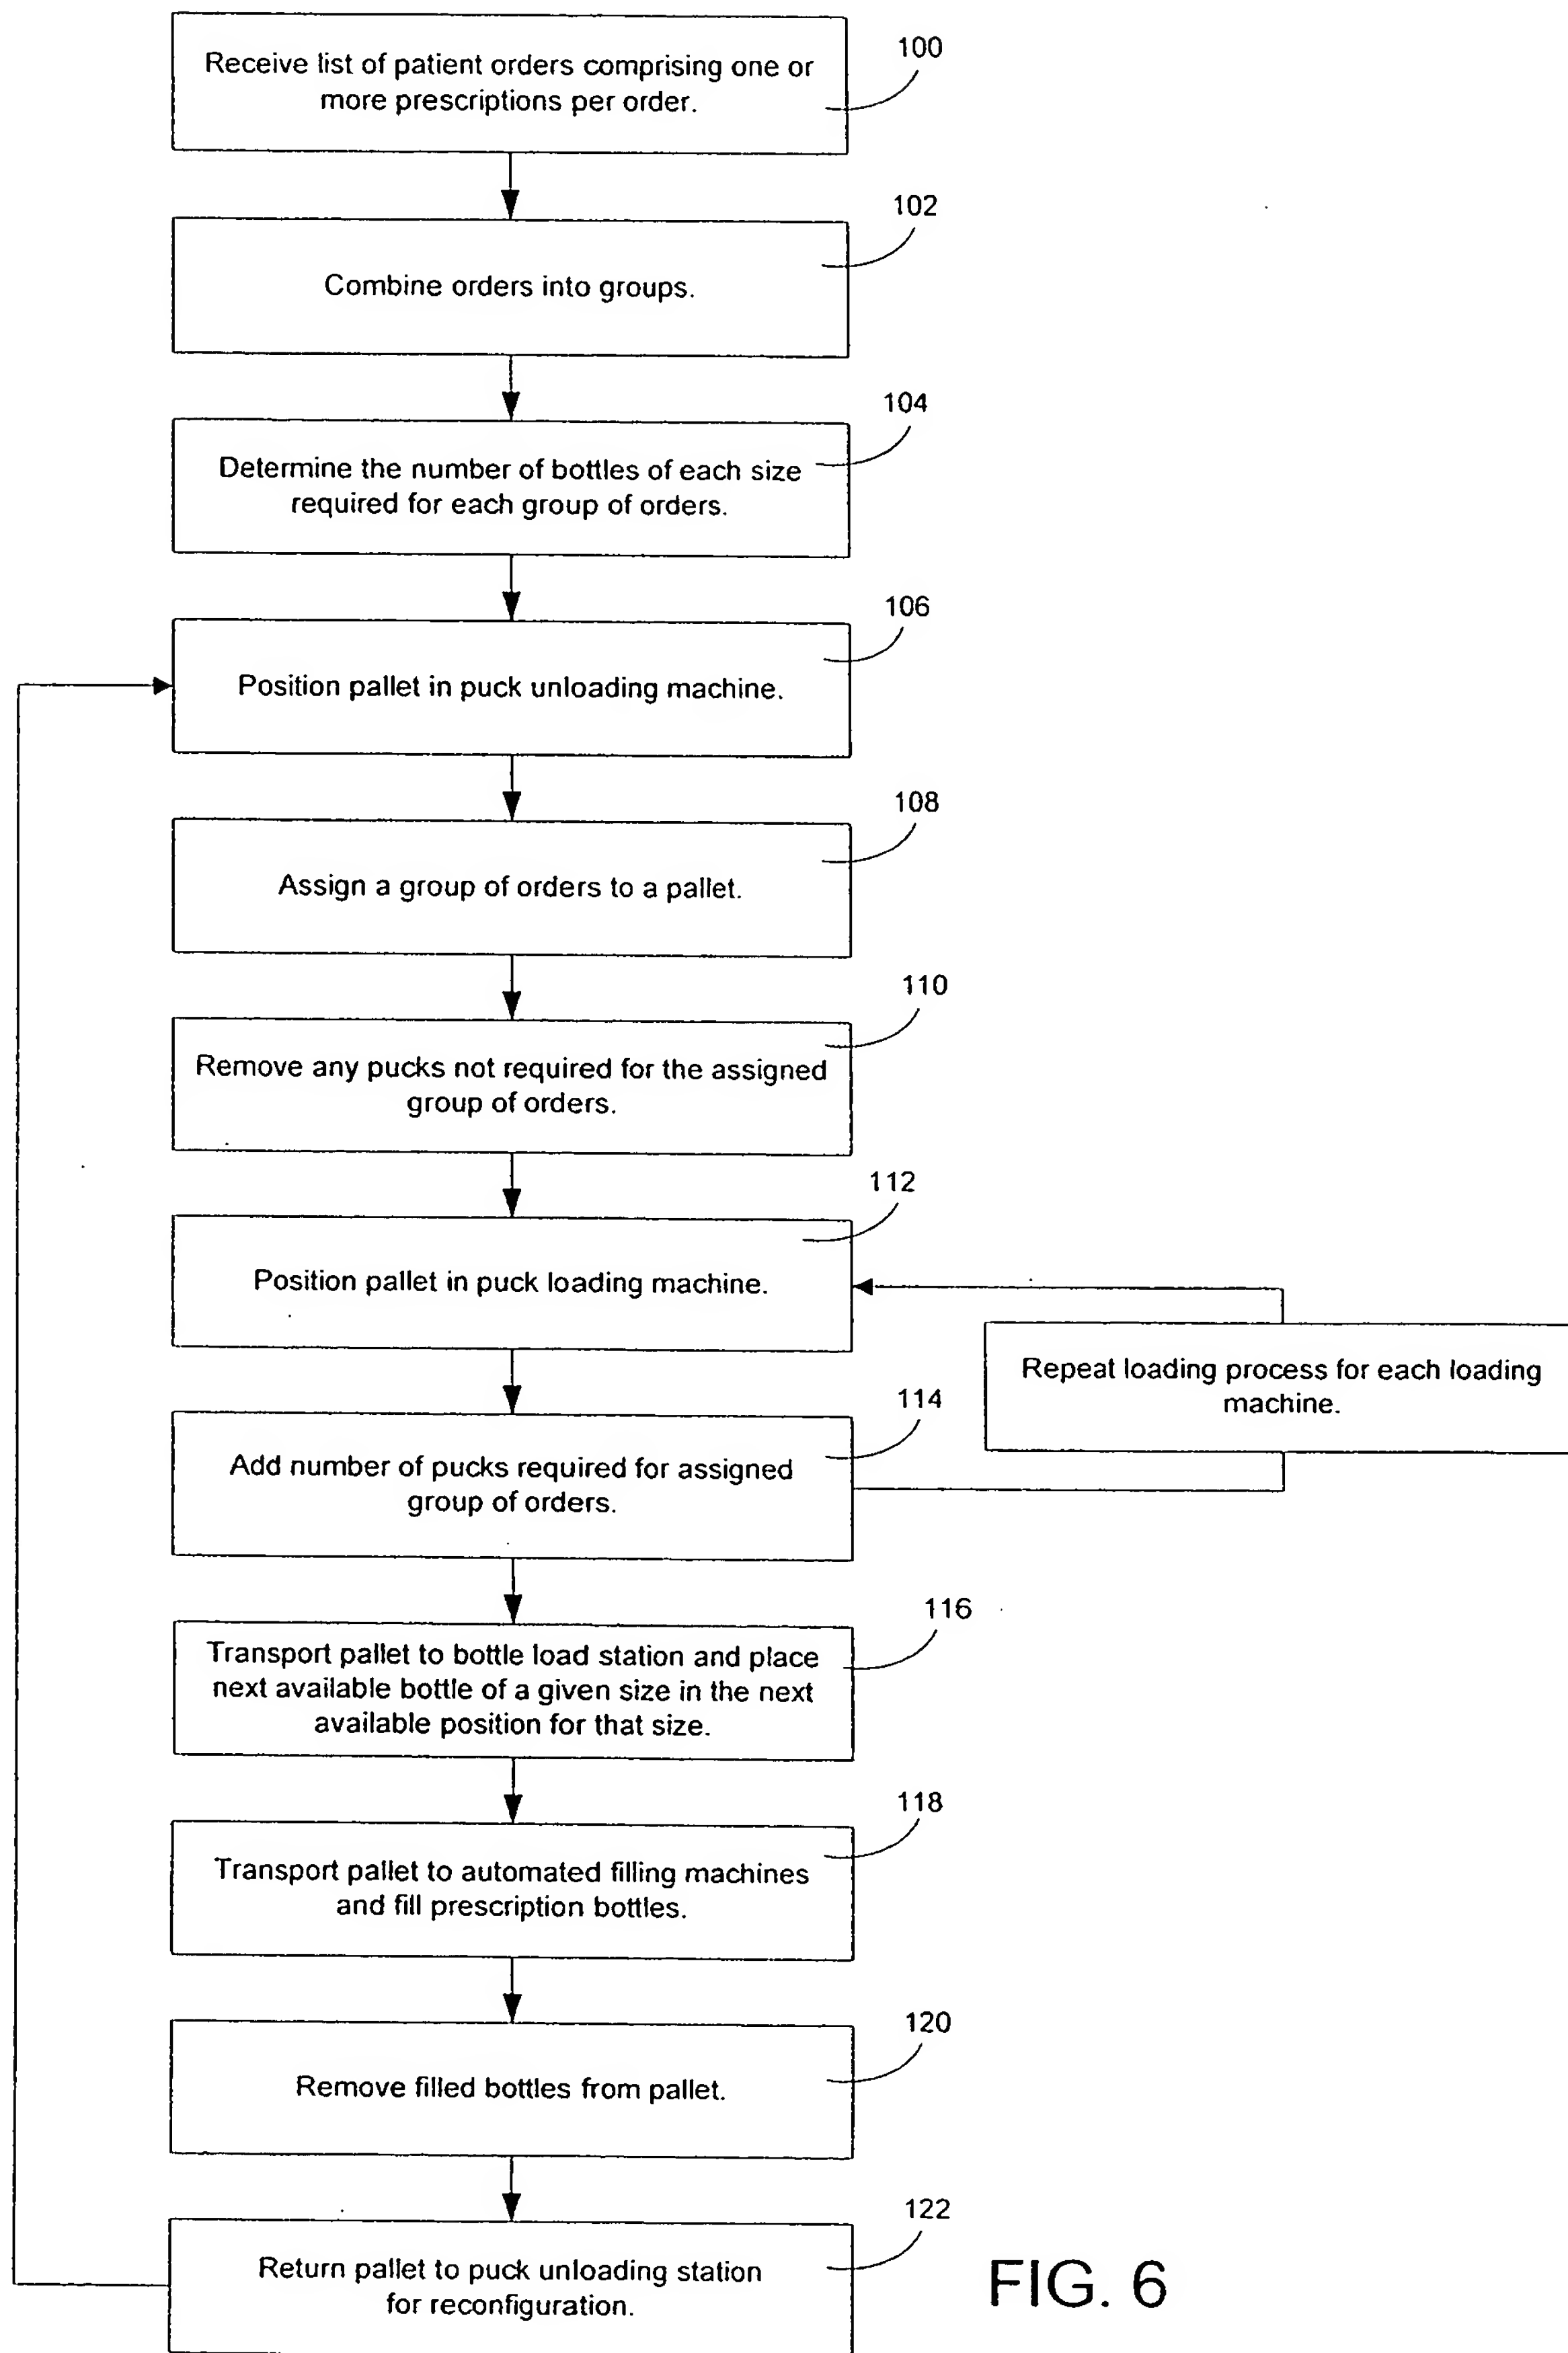 Receive list of patient orders comprising one or
more prescriptions per order.
100
Combine orders into groups.
102
Determine the number of bottles of each size
required for each group of orders.
104
Position pallet in puck unloading machine.
106
Assign a group of orders to a pallet.
108
Remove any pucks not required for the assigned
group of orders.
110
Position pallet in puck loading machine.
112
Repeat loading process for each loading
machine.
Add number of pucks required for assigned
group of orders.
114
Transport pallet to bottle load station and place
next available bottle of a given size in the next
available position for that size.
116
Transport pallet to automated filling machines
and fill prescription bottles.
118
Remove filled bottles from pallet.
120
Return pallet to puck unloading station
for reconfiguration.
122
FIG. 6